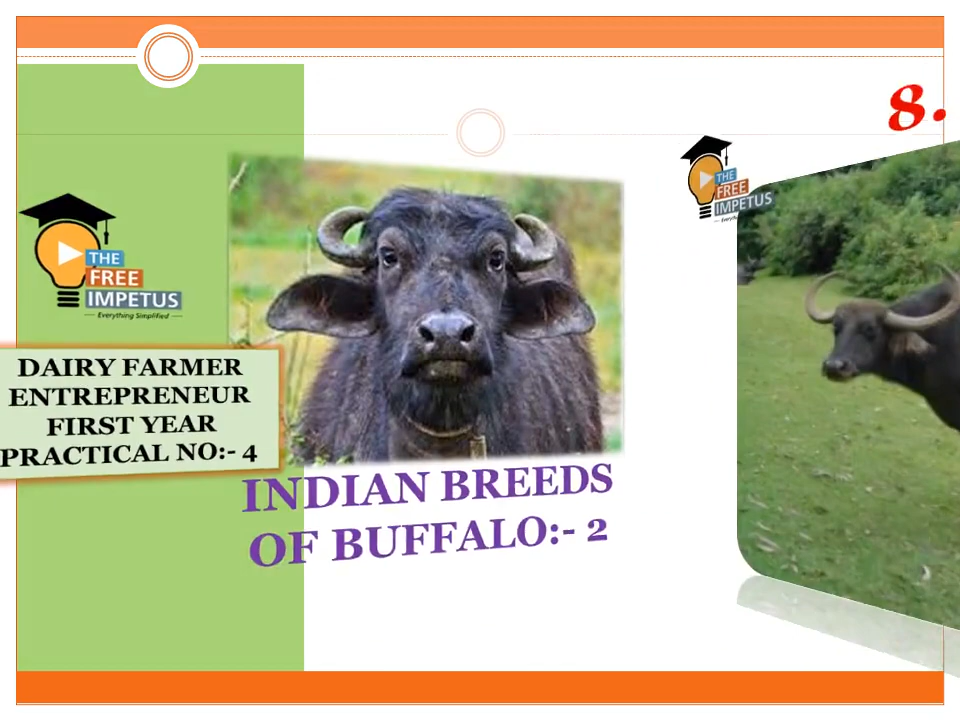 8.
THE
FREE
IMPETUS
THE
FREE
IMPETUS
Everything Simplified
DAIRY FARMER
ENTREPRENEUR
FIRST YEAR
PRACTICAL NO:- 4
INDIAN BREEDS
OF BUFFALO:- 2